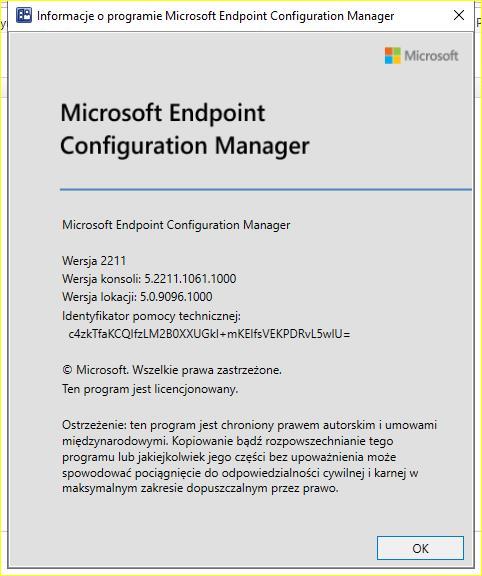 Informacje o programie Microsoft Endpoint Configuration Manager
Microsoft
Microsoft Endpoint
Configuration Manager
Microsoft Endpoint Configuration Manager
Wersja 2211
Wersja konsoli: 5.2211.1061.1000
Wersja lokacji: 5.0.9096.1000
Identyfikator pomocy technicznej:
c4zkTfaKCQIfzLM2B0XXUGkI+mKEIfsVEKPDRvL5wIU=
© Microsoft. Wszelkie prawa zastrzeżone.
Ten program jest licencjonowany.
Ostrzeżenie: ten program jest chroniony prawem autorskim i umowami
międzynarodowymi. Kopiowanie bądź rozpowszechnianie tego
programu lub jakiejkolwiek jego części bez upoważnienia może
spowodować pociągnięcie do odpowiedzialności cywilnej i karnej w
maksymalnym zakresie dopuszczalnym przez prawo.
OK